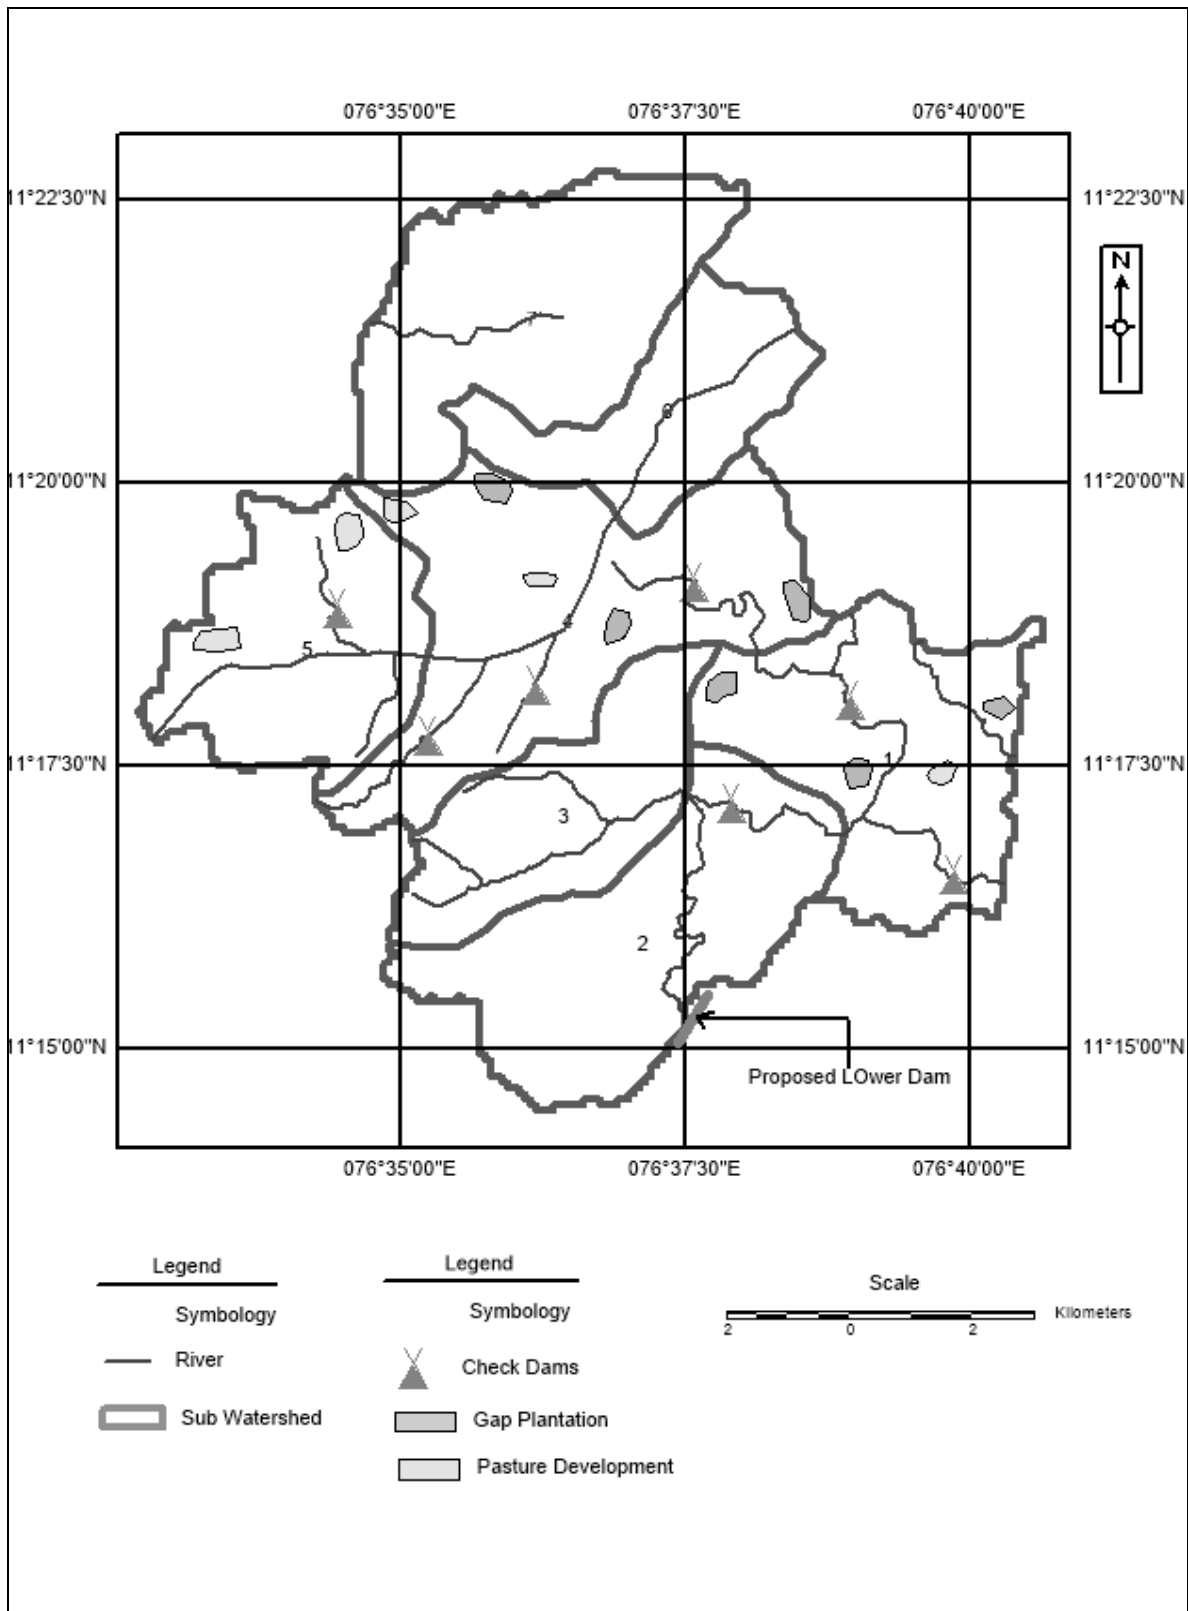 076°35'00"E 076°37'30"E 076°40'00"E
11°22'30"N 11°22'30"N
N
7
6
11°20'00"N 11°20'00"N
4
5
11°17'30"N 1 11°17'30"N
3
2
11°15'00"N 11°15'00"N
Proposed LOwer Dam
076°35'00"E 076°37'30"E 076°40'00"E
Legend
Symbology
River
Sub Watershed
Legend
Symbology
Check Dams
Gap Plantation
Pasture Development
Scale
Kilometers
2 0 2